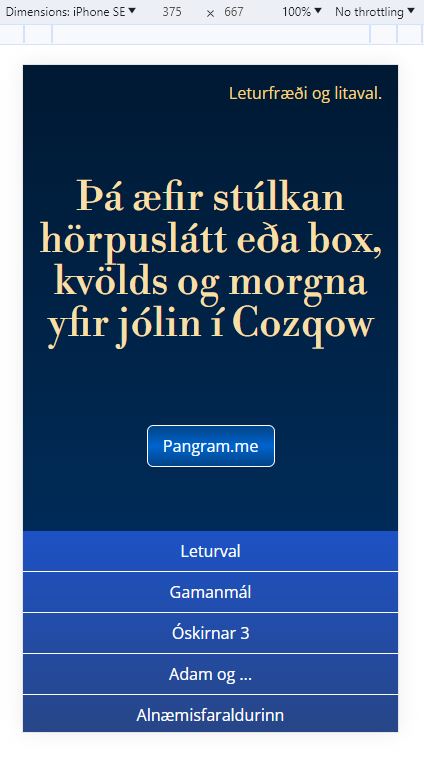 Dimensions: iPhone SE 375 × 667 100% No throttling
Leturfræði og litaval.
Þá æfir stúlkan
hörpuslátt eða box,
kvölds og morgna
yfir jólin í Cozqow
Pangram.me
Leturval
Gamanmál
Óskirnar 3
Adam og ...
Alnæmisfaraldurinn